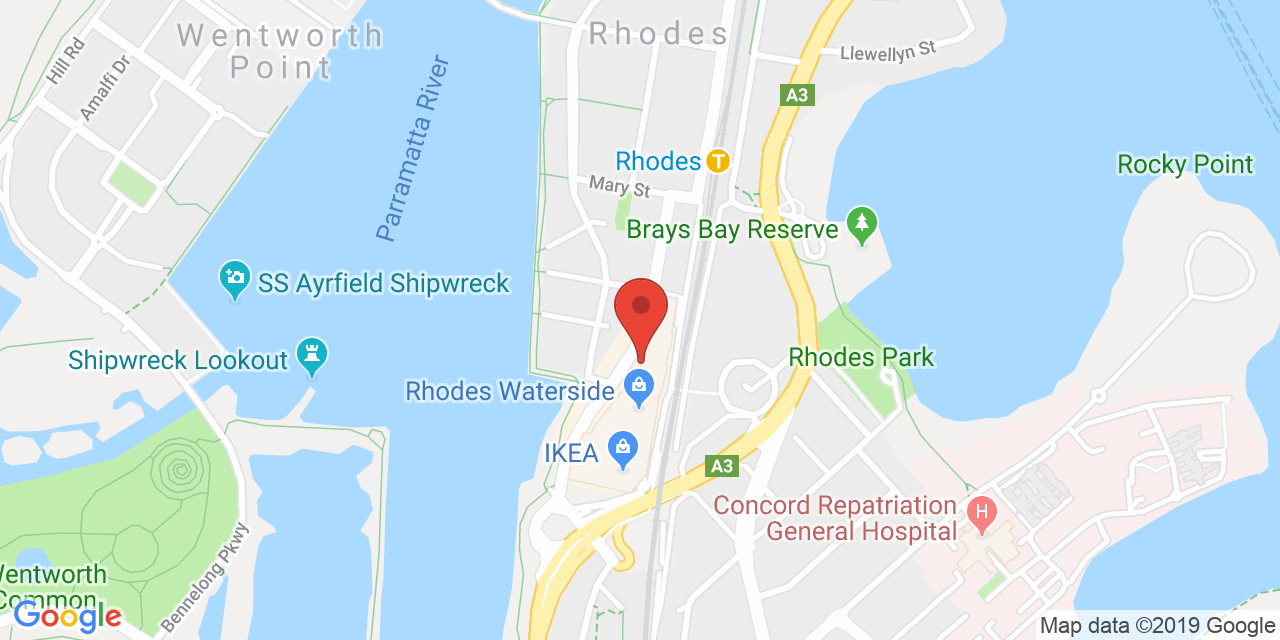 Wentworth
Point
Rhodes
Hill Rd
Amalfi Dr
Parramatta River
Llewellyn St
A3
Rhodes T
Mary St
Rocky Point
Brays Bay Reserve
SS Ayrfield Shipwreck
Shipwreck Lookout
Rhodes Park
Rhodes Waterside
IKEA
A3
Concord Repatriation
General Hospital
H
Bennelong Pkwy
Wentworth
Common
Google
Map data ©2019 Google